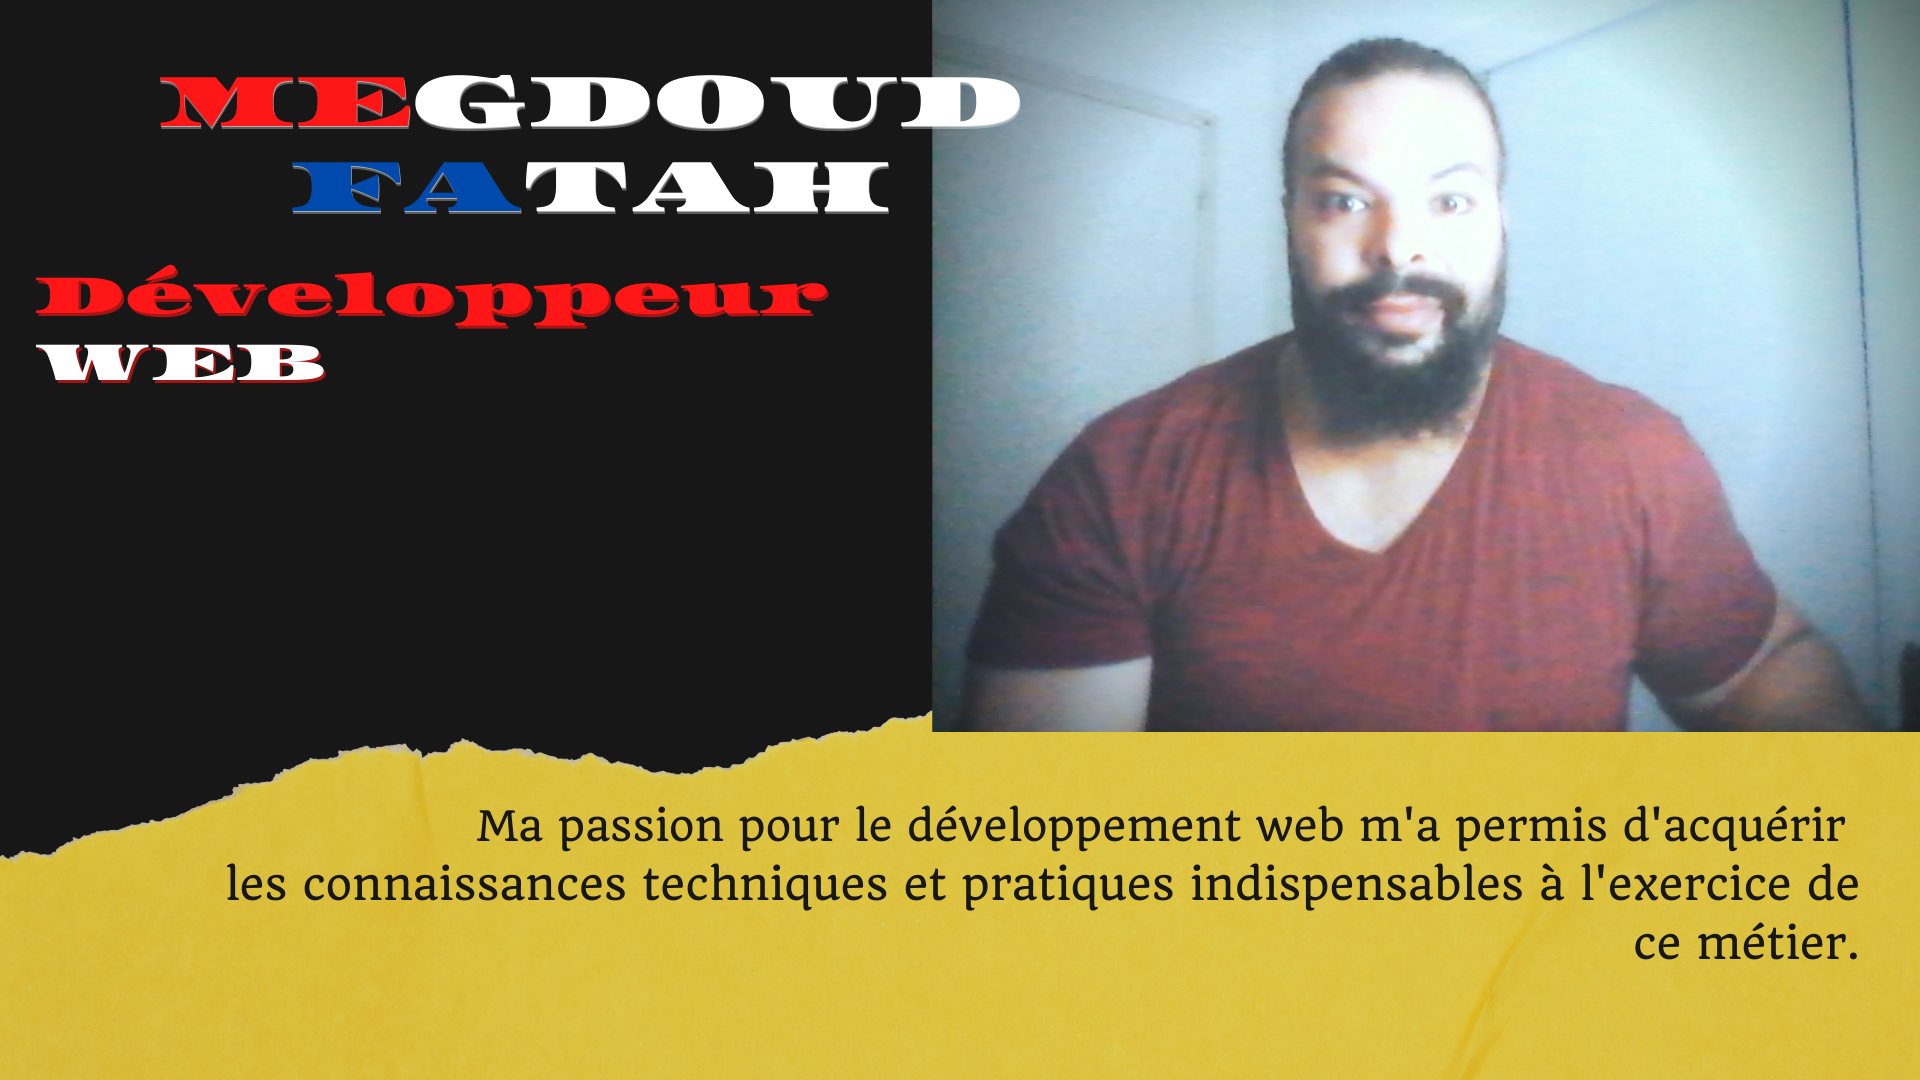 MEGDOUD
FATAH
Développeur
WEB
Ma passion pour le développement web m'a permis d'acquérir
les connaissances techniques et pratiques indispensables à l'exercice de
ce métier.